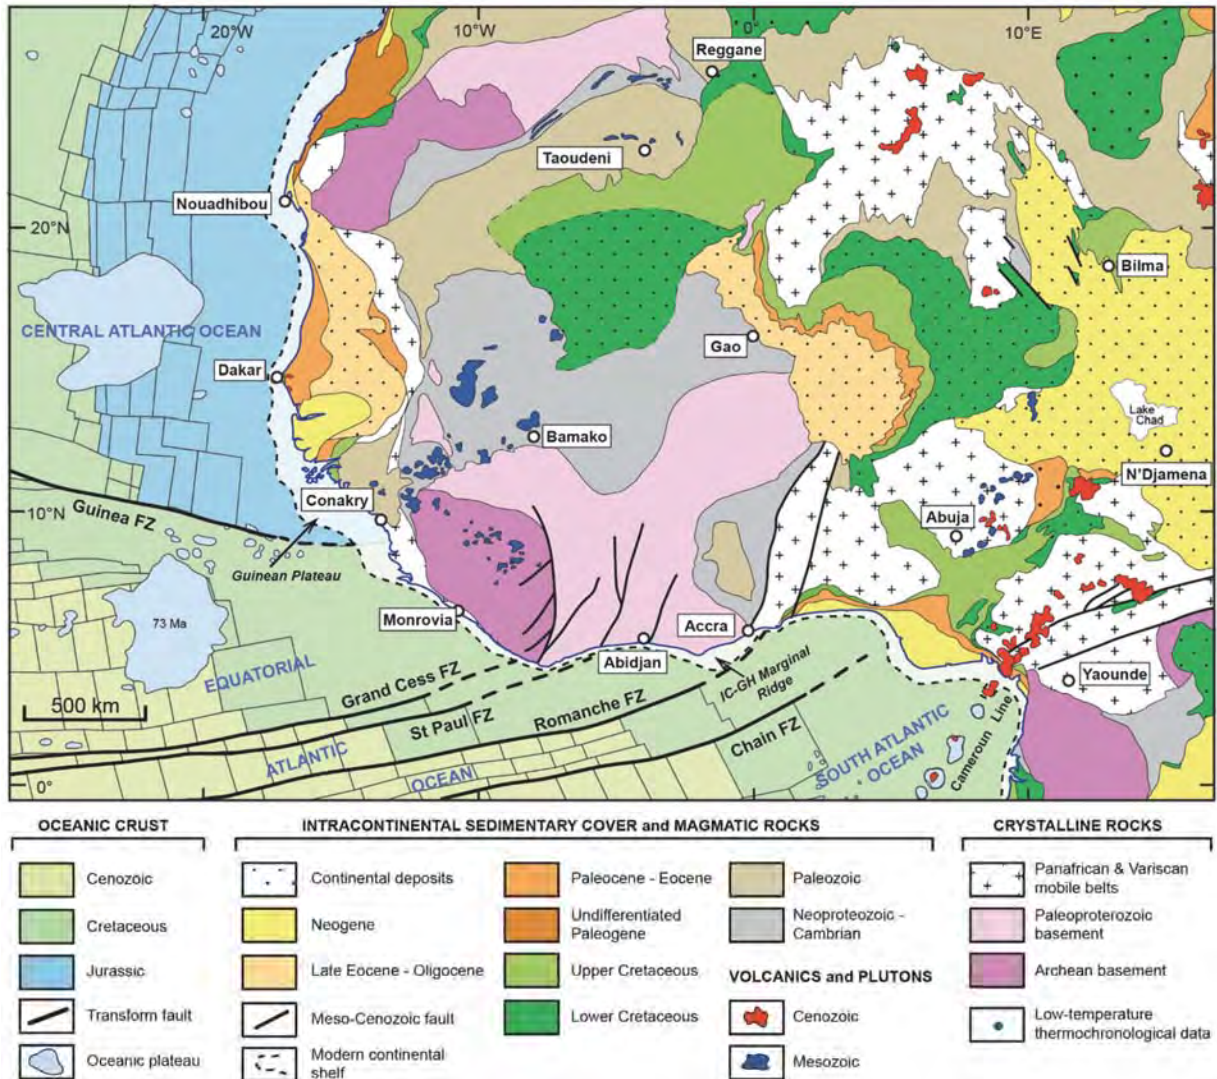 20°W
10°W
0°
10°E
Reggane
Taoudeni
Nouadhibou
20°N
Bilma
CENTRAL ATLANTIC OCEAN
Gao
Dakar
Lake
Chad
Bamako
N'Djamena
Conakry
Guinea FZ
10°N
Abuja
Guinean Plateau
73 Ma
Monrovia
Accra
Abidjan
EQUATORIAL
Grand Cess FZ
IC-GH Marginal
Ridge
Yaounde
500 km
St Paul FZ
Romanche FZ
Chain FZ
ATLANTIC
OCEAN
SOUTH ATLANTIC
OCEAN
Cameroun Line
0°
OCEANIC CRUST
Cenozoic
Cretaceous
Jurassic
Transform fault
Oceanic plateau
INTRACONTINENTAL SEDIMENTARY COVER and MAGMATIC ROCKS
Continental deposits
Neogene
Late Eocene - Oligocene
Meso-Cenozoic fault
Modern continental
shelf
Paleocene - Eocene
Undifferentiated
Paleogene
Upper Cretaceous
Lower Cretaceous
Paleozoic
Neoproteozoic -
Cambrian
VOLCANICS and PLUTONS
Cenozoic
Mesozoic
CRYSTALLINE ROCKS
Panafrican & Variscan
mobile belts
Paleoproterozoic
basement
Archean basement
Low-temperature
thermochronological data